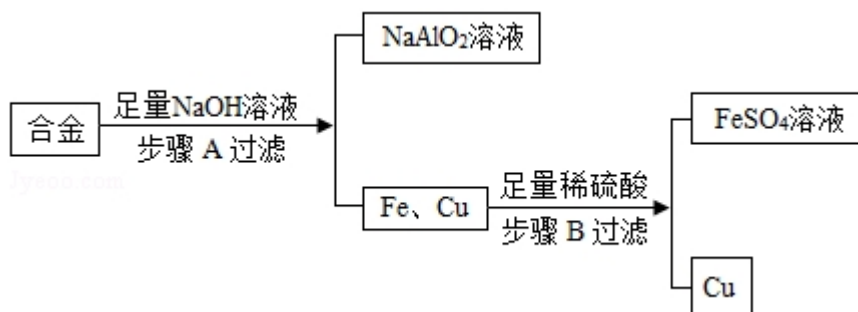 合金
足量NaOH溶液
步骤 A 过滤
NaAlO₂溶液
Fe、Cu
足量稀硫酸
步骤 B 过滤
FeSO₄溶液
Cu
jyeoo.com